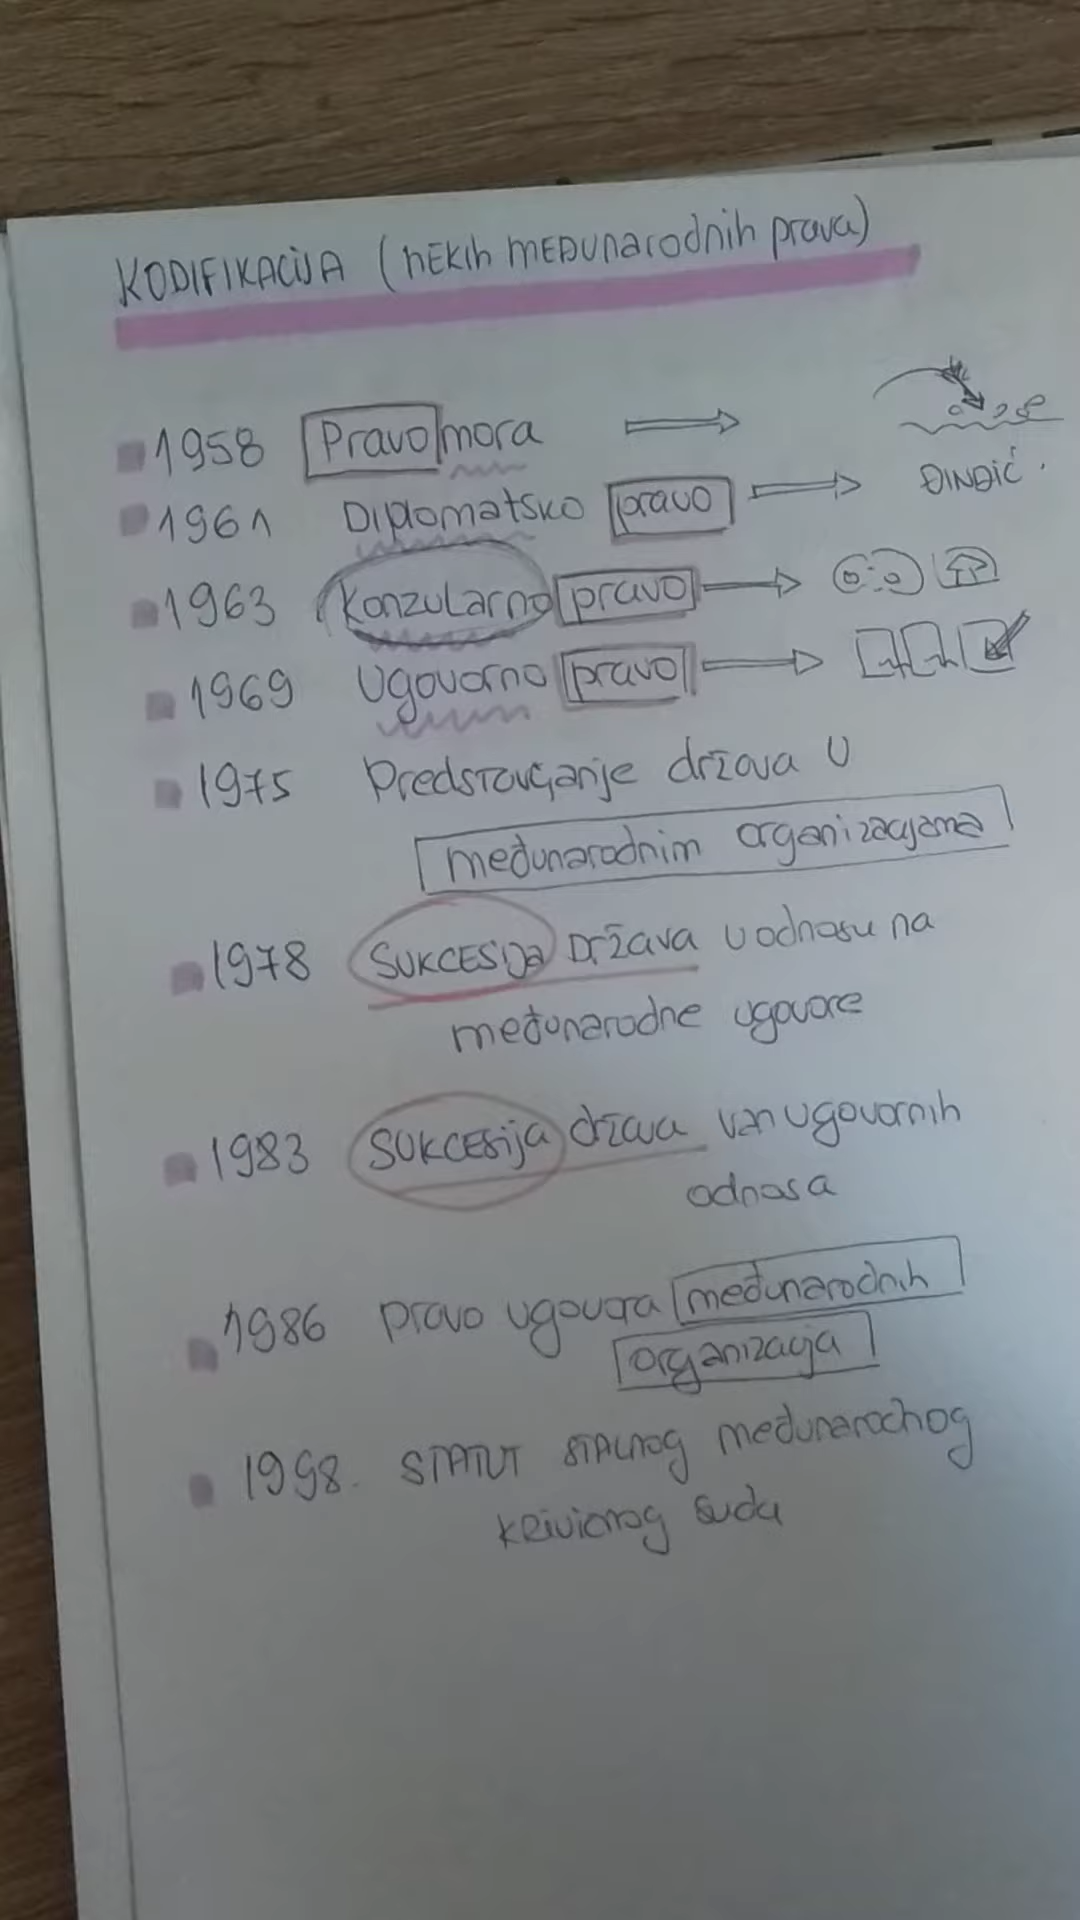 KODIFIKACIJA (nekih međunarodnih prava)
1958 Pravo mora
1961 Diplomatsko pravo ĐINĐIĆ.
1963 Konzularno pravo
1969 Ugovorno pravo
1975 Predstavljanje država u
međunarodnim organizacijama
1978 SUKCESIJA Država u odnosu na
međunarodne ugovore
1983 SUKCESIJA država van ugovornih
odnosa
1986 pravo ugovora međunarodnih
organizacija
1998. STATUT STALNOG međunarodnog
krivičnog suda